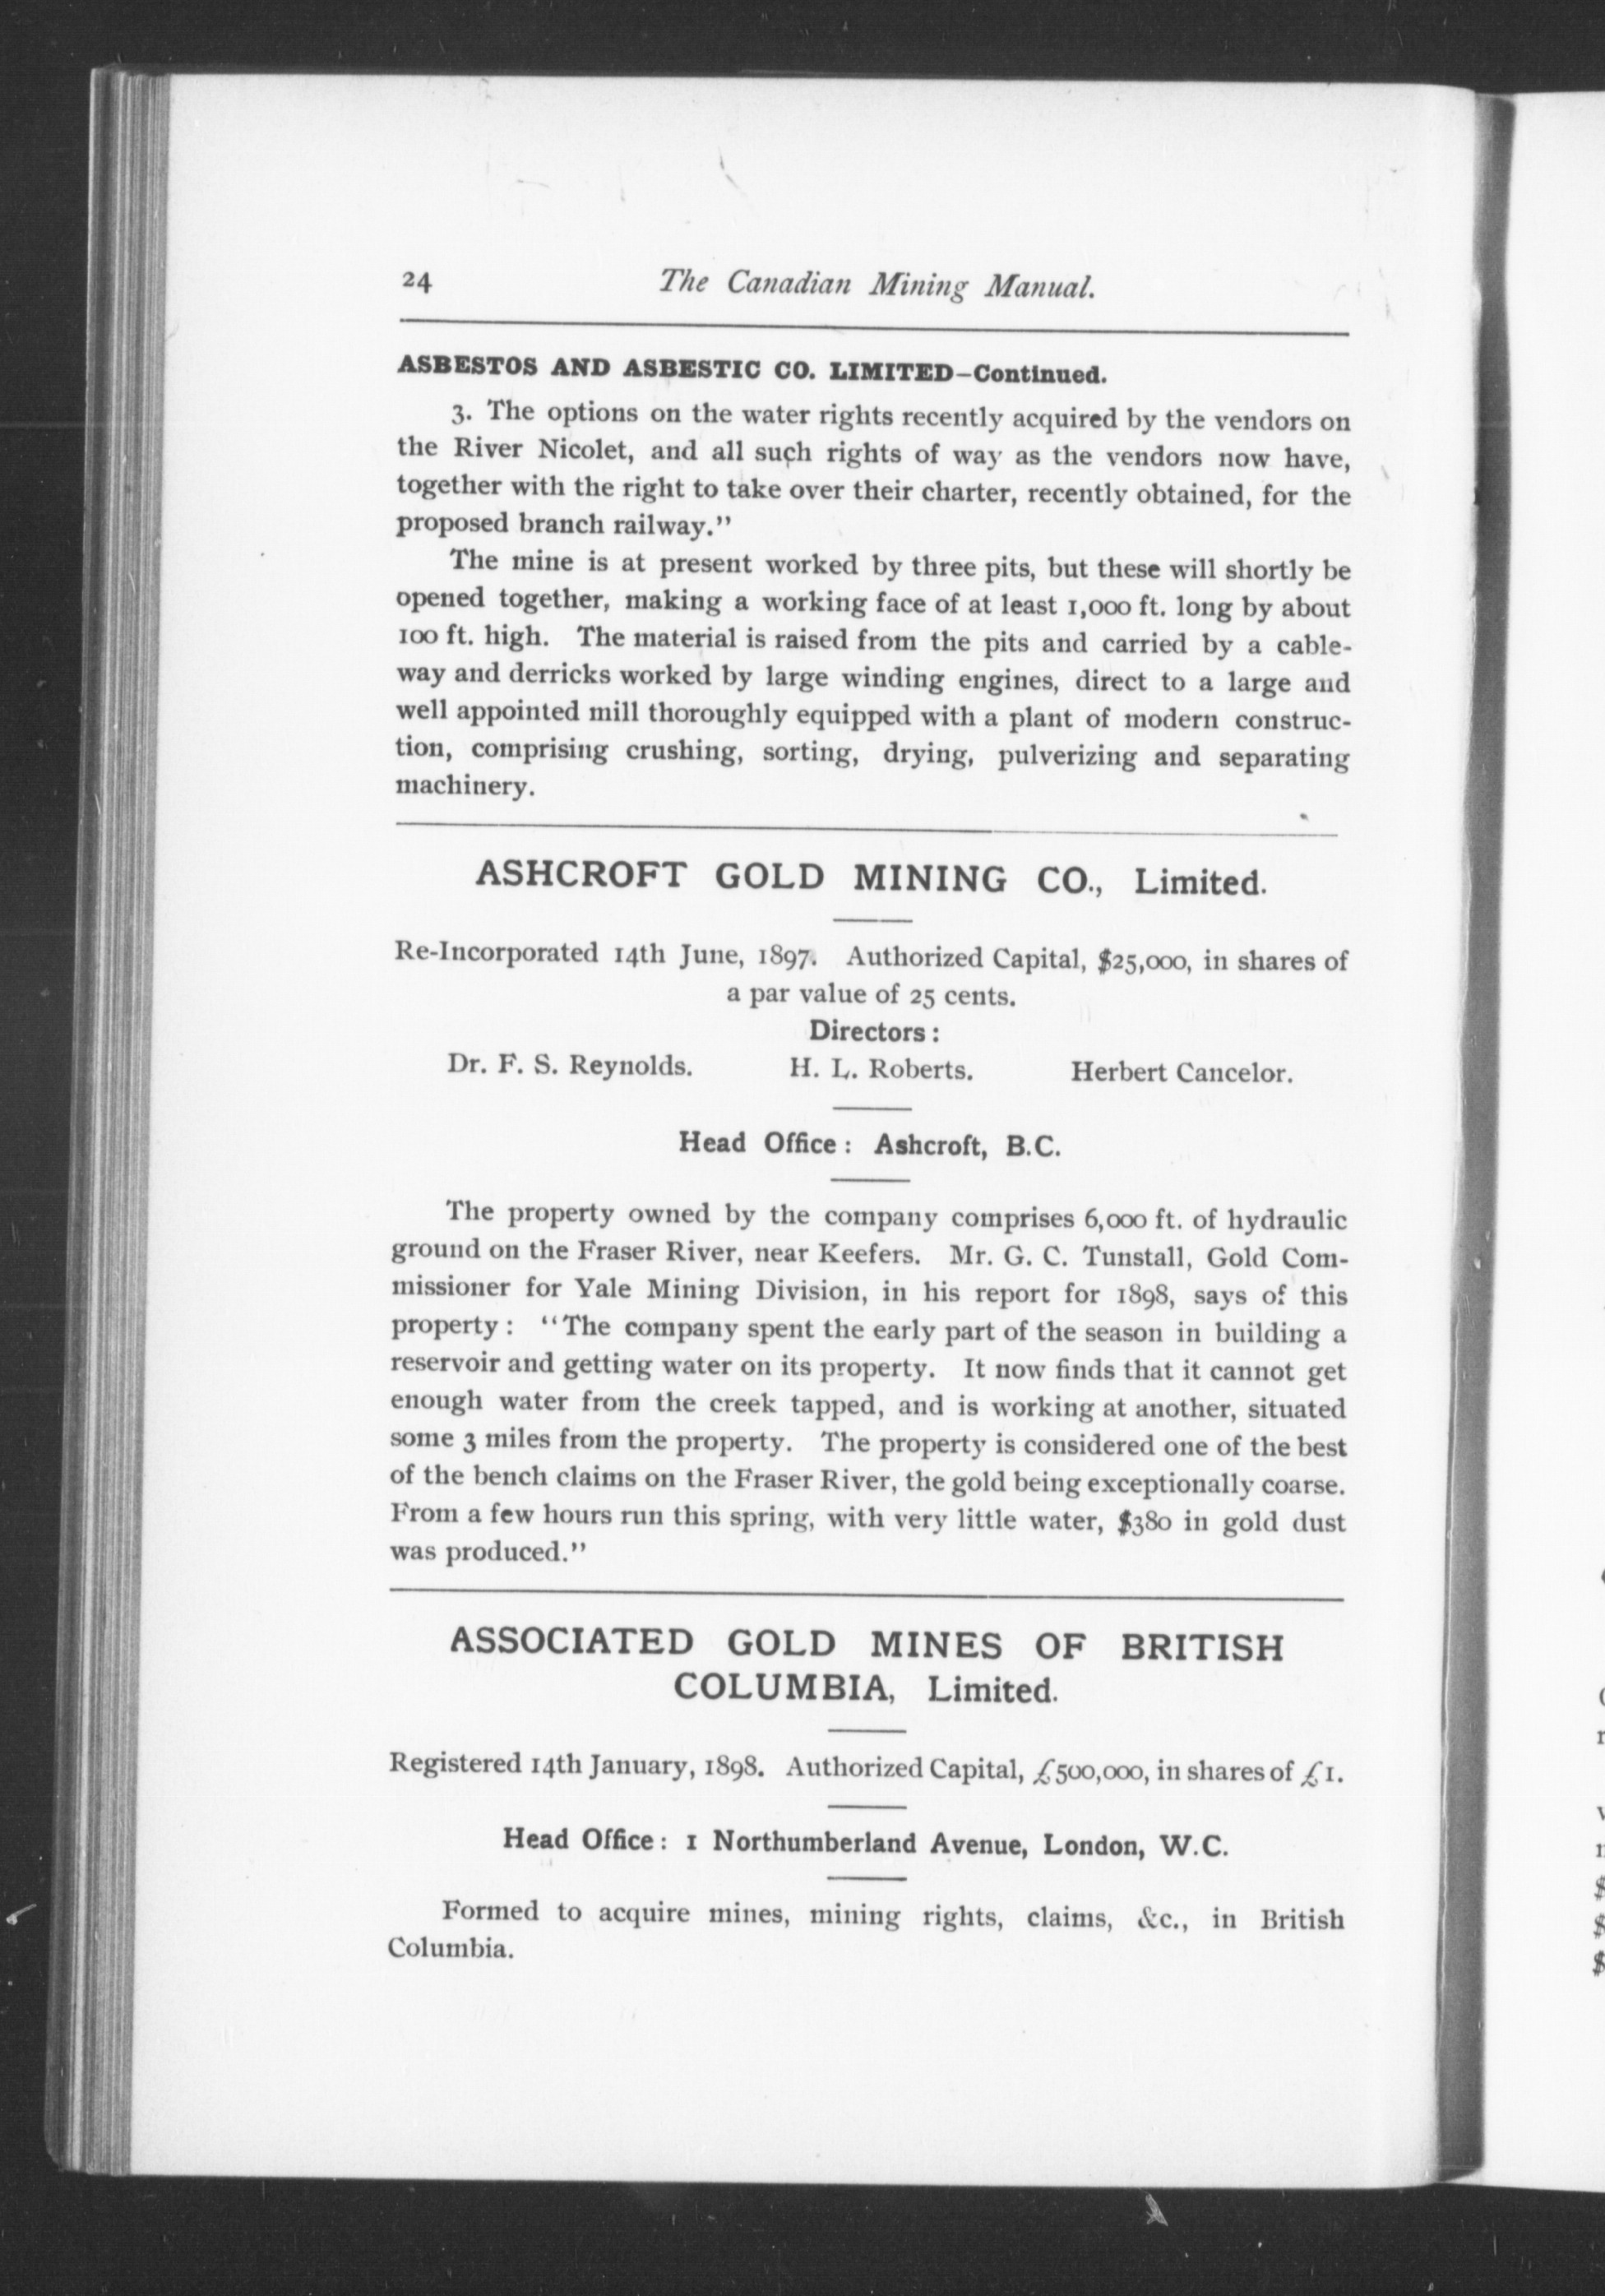 24 The Canadian Mining Manual.
ASBESTOS AND ASBESTIC CO. LIMITED–Continued.
3. The options on the water rights recently acquired by the vendors on
the River Nicolet, and all such rights of way as the vendors now have,
together with the right to take over their charter, recently obtained, for the
proposed branch railway."
The mine is at present worked by three pits, but these will shortly be
opened together, making a working face of at least 1,000 ft. long by about
100 ft. high. The material is raised from the pits and carried by a cable-
way and derricks worked by large winding engines, direct to a large and
well appointed mill thoroughly equipped with a plant of modern construc-
tion, comprising crushing, sorting, drying, pulverizing and separating
machinery.
ASHCROFT GOLD MINING CO., Limited.
Re-Incorporated 14th June, 1897. Authorized Capital, $25,000, in shares of
a par value of 25 cents.
Directors :
Dr. F. S. Reynolds. H. L. Roberts. Herbert Cancelor.
Head Office : Ashcroft, B.C.
The property owned by the company comprises 6,000 ft. of hydraulic
ground on the Fraser River, near Keefers. Mr. G. C. Tunstall, Gold Com-
missioner for Yale Mining Division, in his report for 1898, says of this
property : "The company spent the early part of the season in building a
reservoir and getting water on its property. It now finds that it cannot get
enough water from the creek tapped, and is working at another, situated
some 3 miles from the property. The property is considered one of the best
of the bench claims on the Fraser River, the gold being exceptionally coarse.
From a few hours run this spring, with very little water, $380 in gold dust
was produced."
ASSOCIATED GOLD MINES OF BRITISH
COLUMBIA, Limited.
Registered 14th January, 1898. Authorized Capital, £500,000, in shares of £1.
Head Office : 1 Northumberland Avenue, London, W.C.
Formed to acquire mines, mining rights, claims, &c., in British
Columbia.